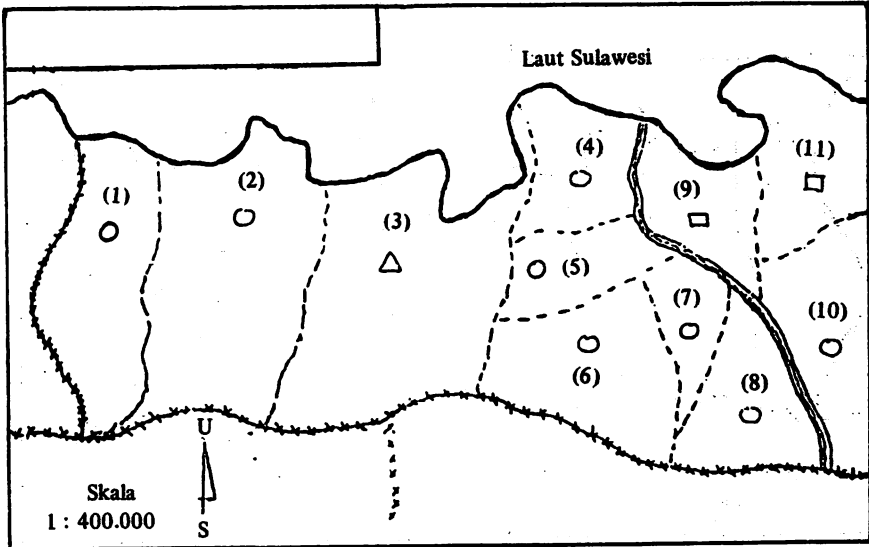 Laut Sulawesi
(1)
(2)
(3)
(4)
(5)
(6)
(7)
(8)
(9)
(10)
(11)
U
S
Skala
1 : 400.000